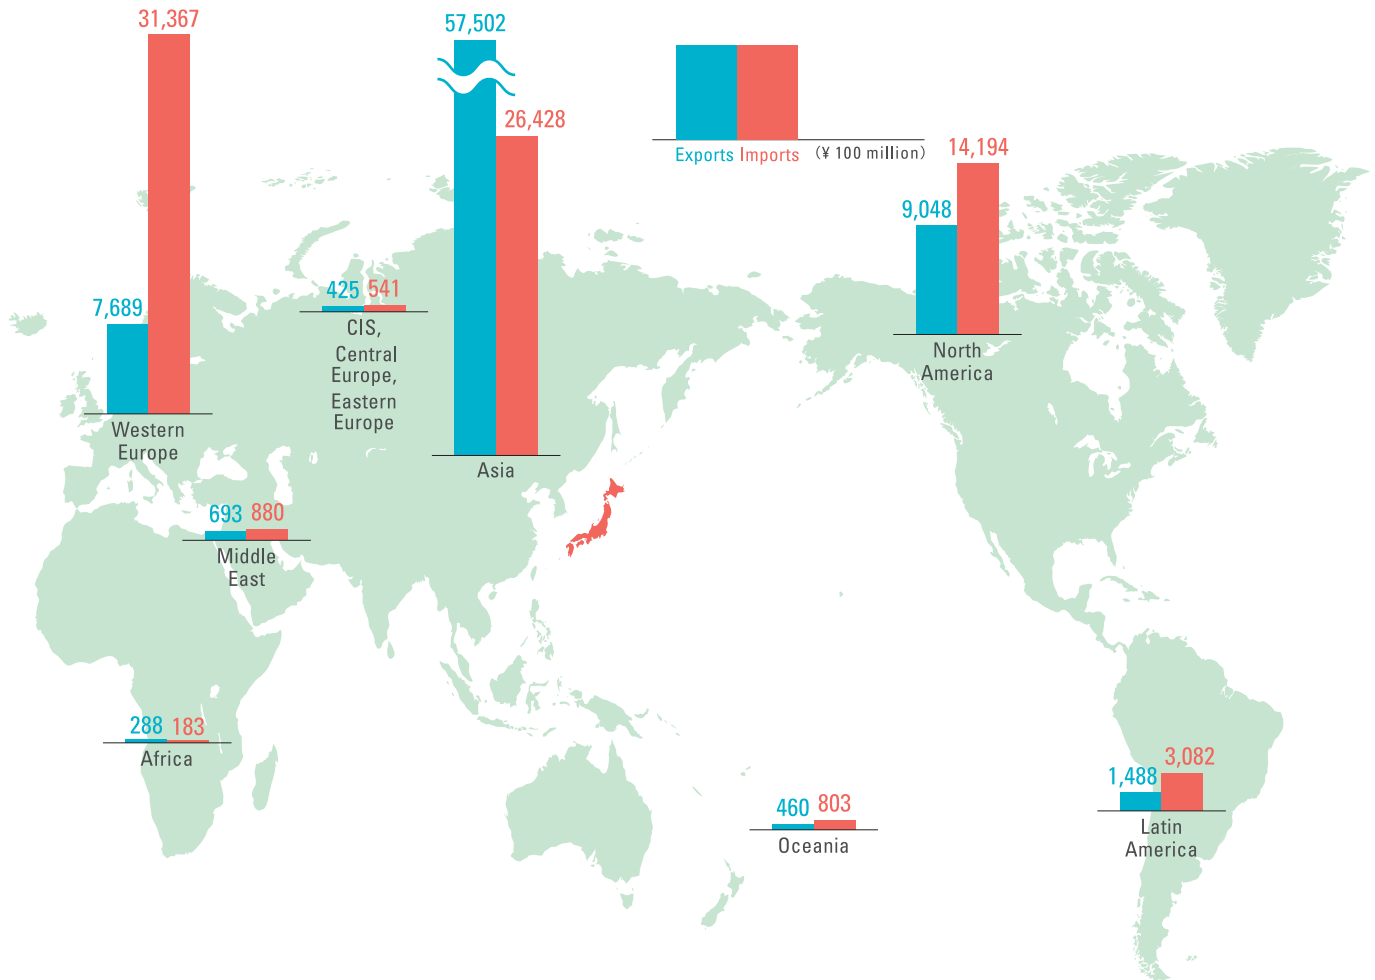 31,367
7,689
Western
Europe
425 541
CIS,
Central
Europe,
Eastern
Europe
57,502
26,428
Asia
Exports Imports (¥ 100 million)
14,194
9,048
North
America
693 880
Middle
East
288 183
Africa
460 803
Oceania
3,082
1,488
Latin
America